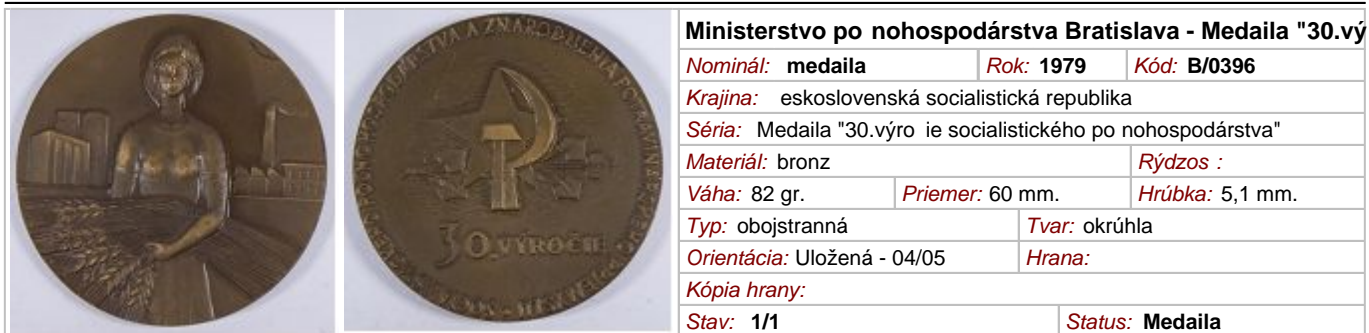 Ministerstvo po nohospodárstva Bratislava - Medaila "30.vý
Nominál: medaila Rok: 1979 Kód: B/0396
Krajina: eskoslovenská socialistická republika
Séria: Medaila "30.výro ie socialistického po nohospodárstva"
Materiál: bronz Rýdzos :
Váha: 82 gr. Priemer: 60 mm. Hrúbka: 5,1 mm.
Typ: obojstranná Tvar: okrúhla
Orientácia: Uložená - 04/05 Hrana:
Kópia hrany:
Stav: 1/1 Status: Medaila
A ZNÁRODNENIA
30.VÝROČIE